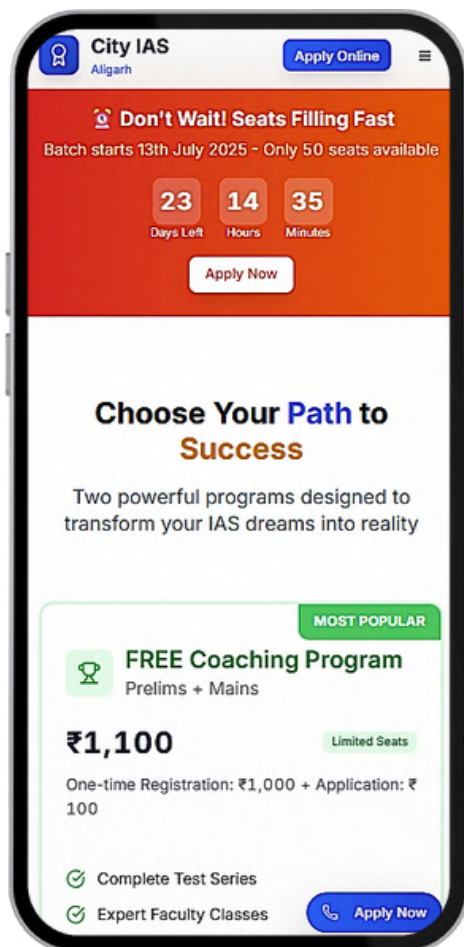 City IAS
Aligarh
Apply Online
Don't Wait! Seats Filling Fast
Batch starts 13th July 2025 - Only 50 seats available
23 14 35
Days Left Hours Minutes
Apply Now
Choose Your Path to
Success
Two powerful programs designed to
transform your IAS dreams into reality
MOST POPULAR
FREE Coaching Program
Prelims + Mains
₹1,100
Limited Seats
One-time Registration: ₹1,000 + Application: ₹
100
Complete Test Series
Expert Faculty Classes
Apply Now